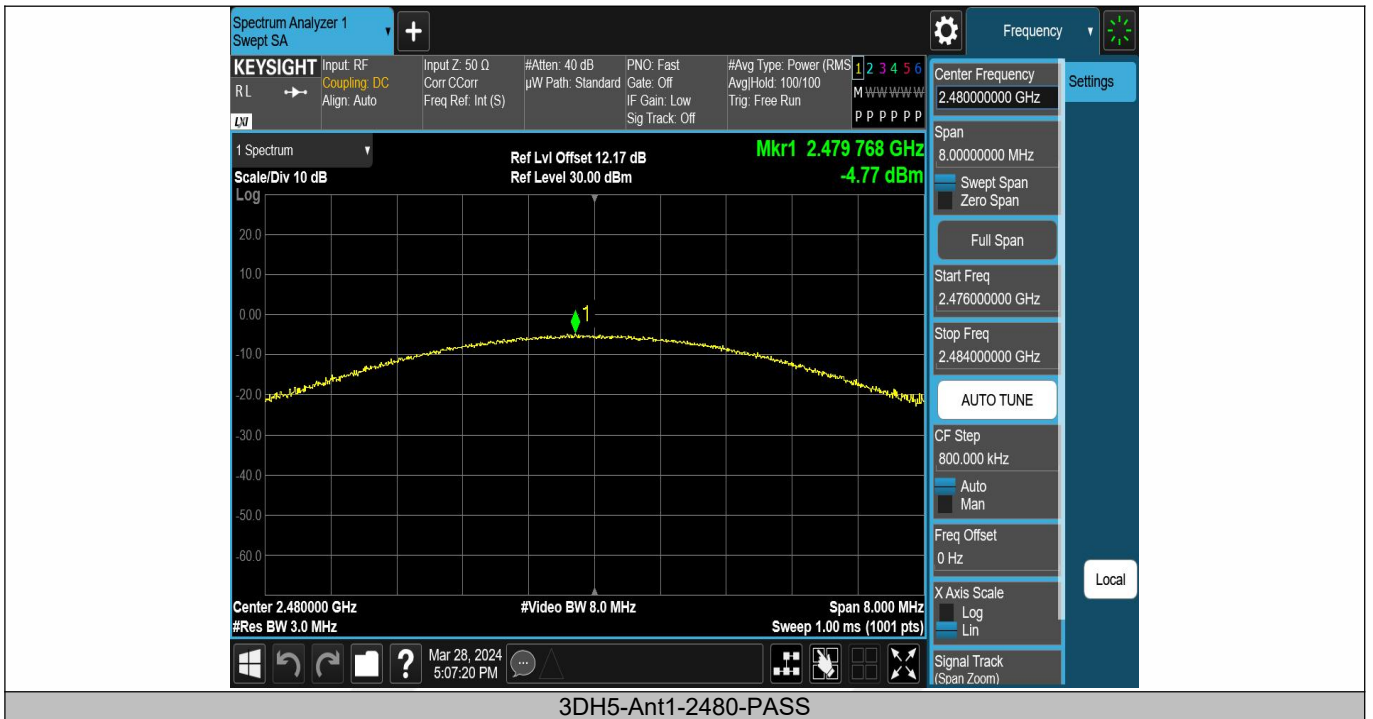 Spectrum Analyzer 1
Swept SA
+
Frequency
KEYSIGHT
RL
LXI
Input: RF
Coupling: DC
Align: Auto
Input Z: 50 Ω
Corr CCorr
Freq Ref: Int (S)
#Atten: 40 dB
µW Path: Standard
PNO: Fast
Gate: Off
IF Gain: Low
Sig Track: Off
#Avg Type: Power (RMS
Avg|Hold: 100/100
Trig: Free Run
1 2 3 4 5 6
M W W W W W
P P P P P P
1 Spectrum
Scale/Div 10 dB
Log
Ref Lvl Offset 12.17 dB
Ref Level 30.00 dBm
Mkr1 2.479 768 GHz
-4.77 dBm
20.0
10.0
0.00
-10.0
-20.0
-30.0
-40.0
-50.0
-60.0
1
Center 2.480000 GHz
#Res BW 3.0 MHz
#Video BW 8.0 MHz
Span 8.000 MHz
Sweep 1.00 ms (1001 pts)
Center Frequency
2.480000000 GHz
Settings
Span
8.00000000 MHz
Swept Span
Zero Span
Full Span
Start Freq
2.476000000 GHz
Stop Freq
2.484000000 GHz
AUTO TUNE
CF Step
800.000 kHz
Auto
Man
Freq Offset
0 Hz
X Axis Scale
Log
Lin
Local
Signal Track
(Span Zoom)
?
Mar 28, 2024
5:07:20 PM
3DH5-Ant1-2480-PASS